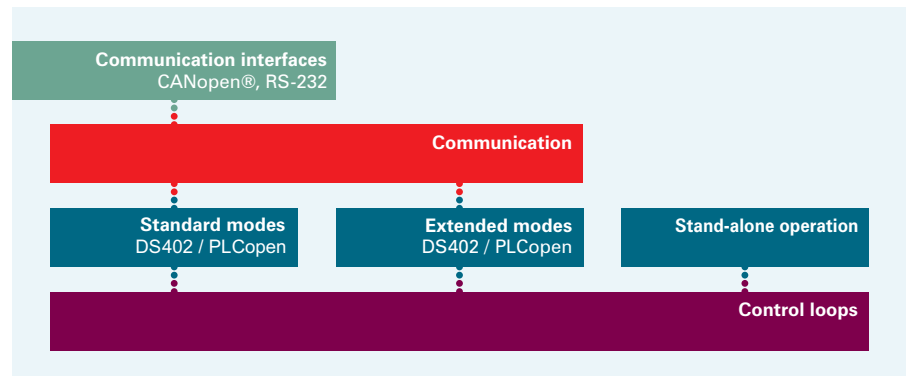 Communication interfaces
CANopen®, RS-232
Communication
Standard modes
DS402 / PLCopen
Extended modes
DS402 / PLCopen
Stand-alone operation
Control loops